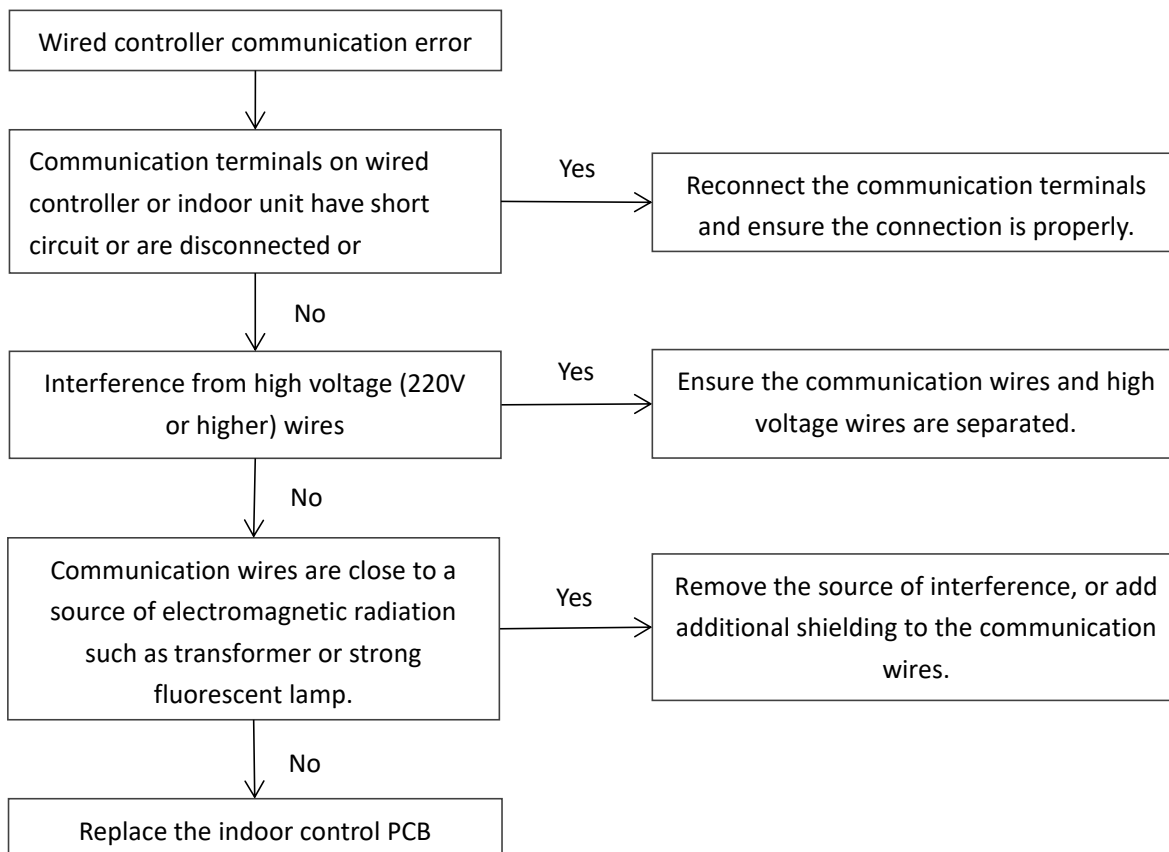 Wired controller communication error
Communication terminals on wired
controller or indoor unit have short
circuit or are disconnected or
Yes
Reconnect the communication terminals
and ensure the connection is properly.
No
Interference from high voltage (220V
or higher) wires
Yes
Ensure the communication wires and high
voltage wires are separated.
No
Communication wires are close to a
source of electromagnetic radiation
such as transformer or strong
fluorescent lamp.
Yes
Remove the source of interference, or add
additional shielding to the communication
wires.
No
Replace the indoor control PCB